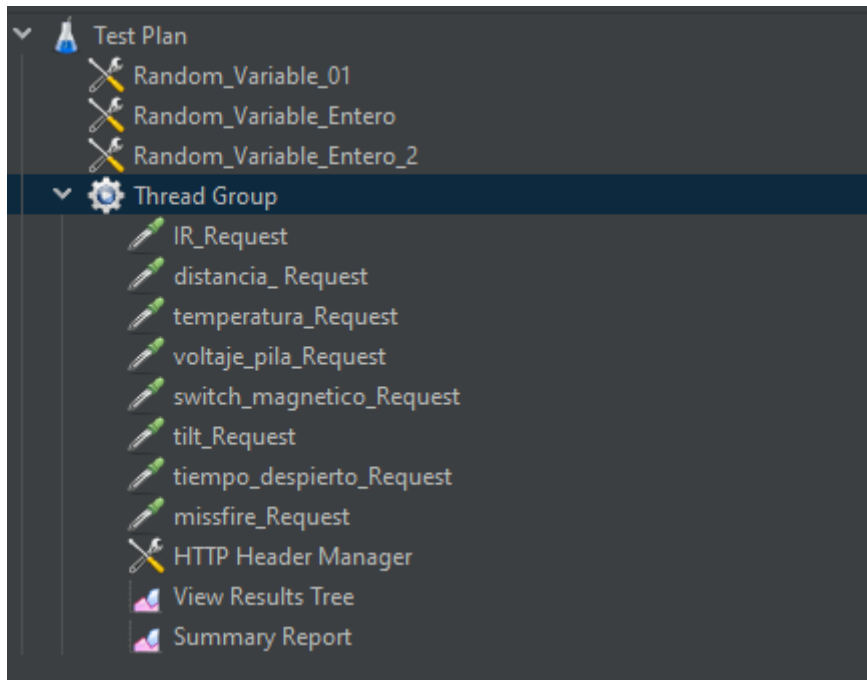 Test Plan
Random_Variable_01
Random_Variable_Entero
Random_Variable_Entero_2
Thread Group
IR_Request
distancia_ Request
temperatura_Request
voltaje_pila_Request
switch_magnetico_Request
tilt_Request
tiempo_despierto_Request
missfire_Request
HTTP Header Manager
View Results Tree
Summary Report